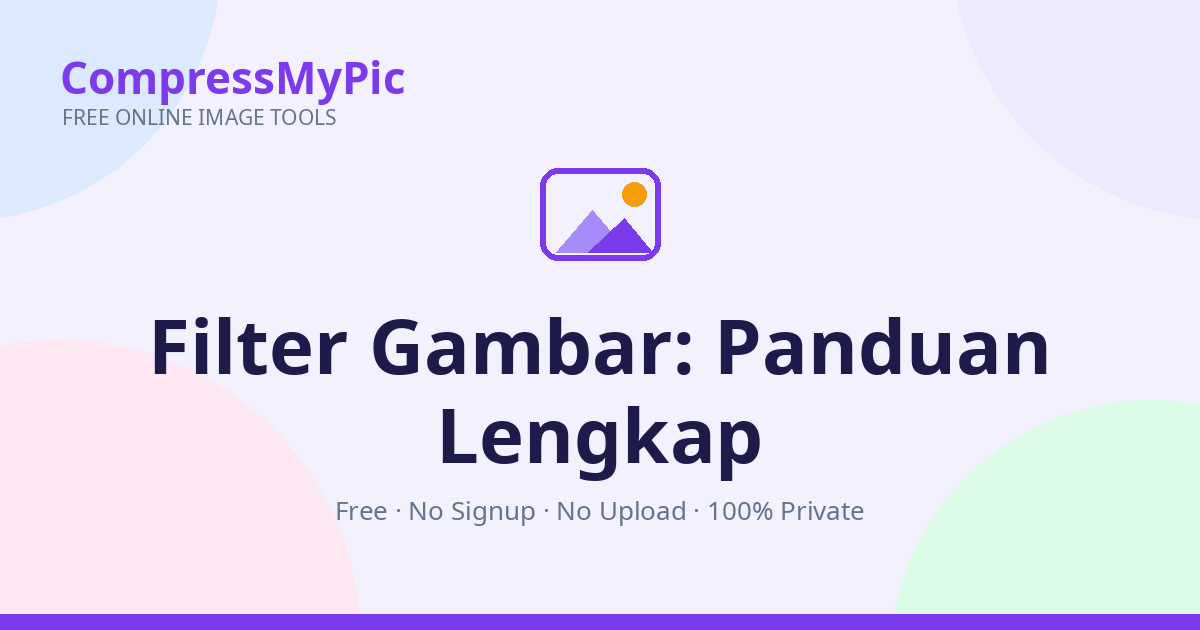 CompressMyPic
FREE ONLINE IMAGE TOOLS
Filter Gambar: Panduan
Lengkap
Free · No Signup · No Upload · 100% Private